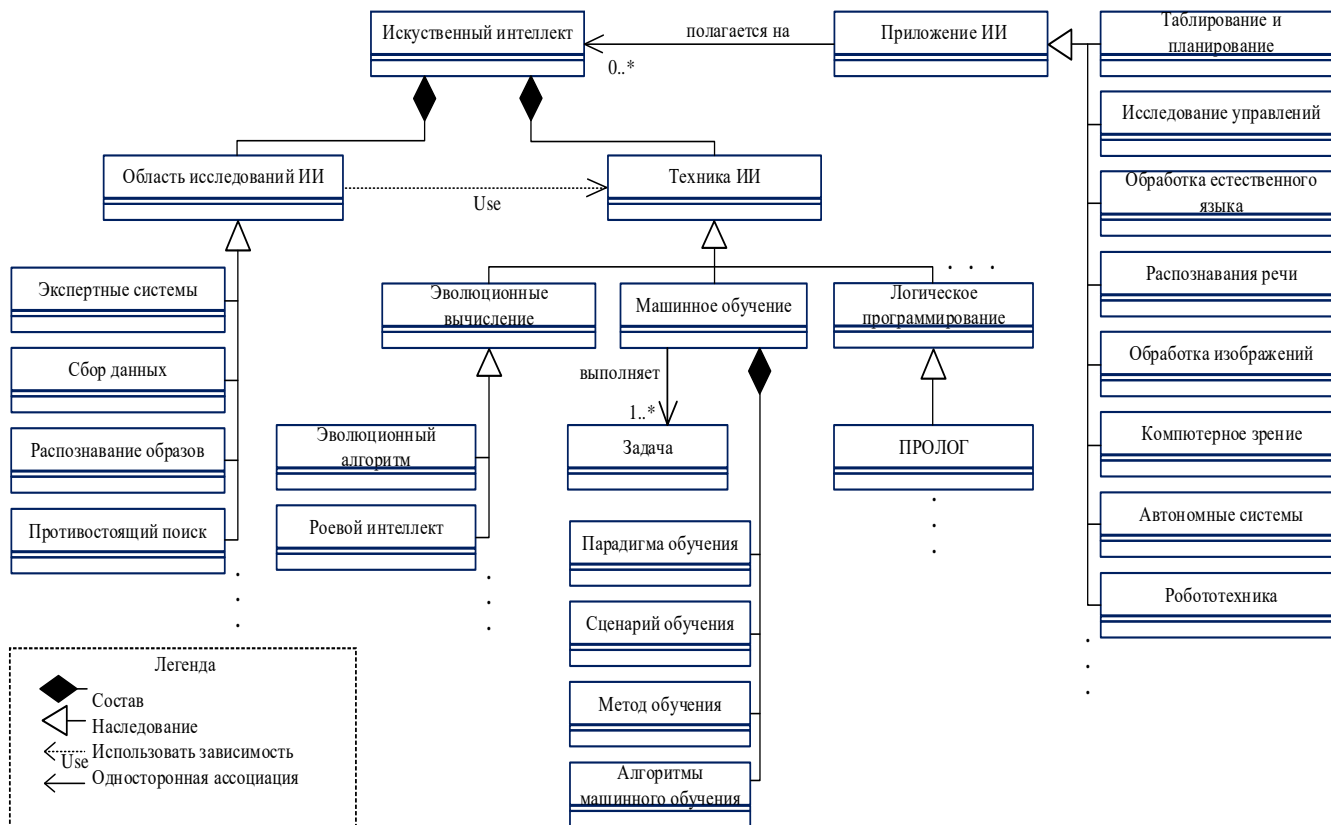 Искуственный интеллект
полагается на
0..*
Приложение ИИ
Таблирование и
планирование
Исследование управлений
Обработка естественного
языка
Распознавания речи
Обработка изображений
Компютерное зрение
Автономные системы
Робототехника
.
.
.
Область исследований ИИ
Use
Техника ИИ
Экспертные системы
Сбор данных
Распознавание образов
Противостоящий поиск
.
.
.
Эволюционные
вычисление
Машинное обучение
Логическое
программирование
. . . .
Эволюционный
алгоритм
Роевой интеллект
.
.
.
выполняет
1..*
Задача
ПРОЛОГ
.
.
.
Парадигма обучения
Сценарий обучения
Метод обучения
Алгоритмы
машинного обучения
Легенда
Состав
Наследование
Использовать зависимость
Use
Односторонная ассоциация